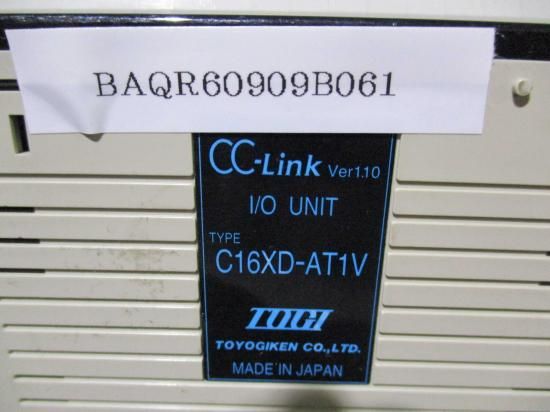 BAQR60909B061
CC-Link Ver1.10
I/O UNIT
TYPE
C16XD-AT1V
TOGI
TOYOGIKEN CO.,LTD.
MADE IN JAPAN